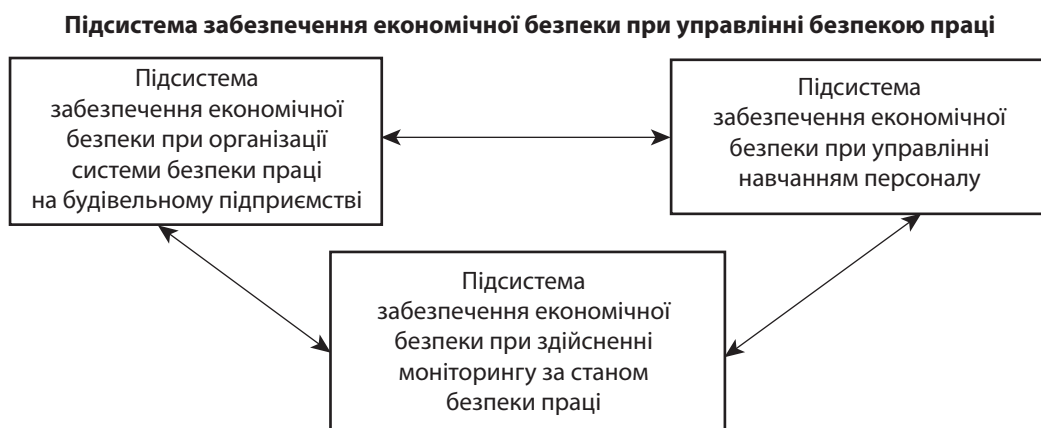 Підсистема забезпечення економічної безпеки при управлінні безпекою праці
Підсистема
забезпечення економічної
безпеки при організації
системи безпеки праці
на будівельному підприємстві
Підсистема
забезпечення економічної
безпеки при управлінні
навчанням персоналу
Підсистема
забезпечення економічної
безпеки при здійсненні
моніторингу за станом
безпеки праці